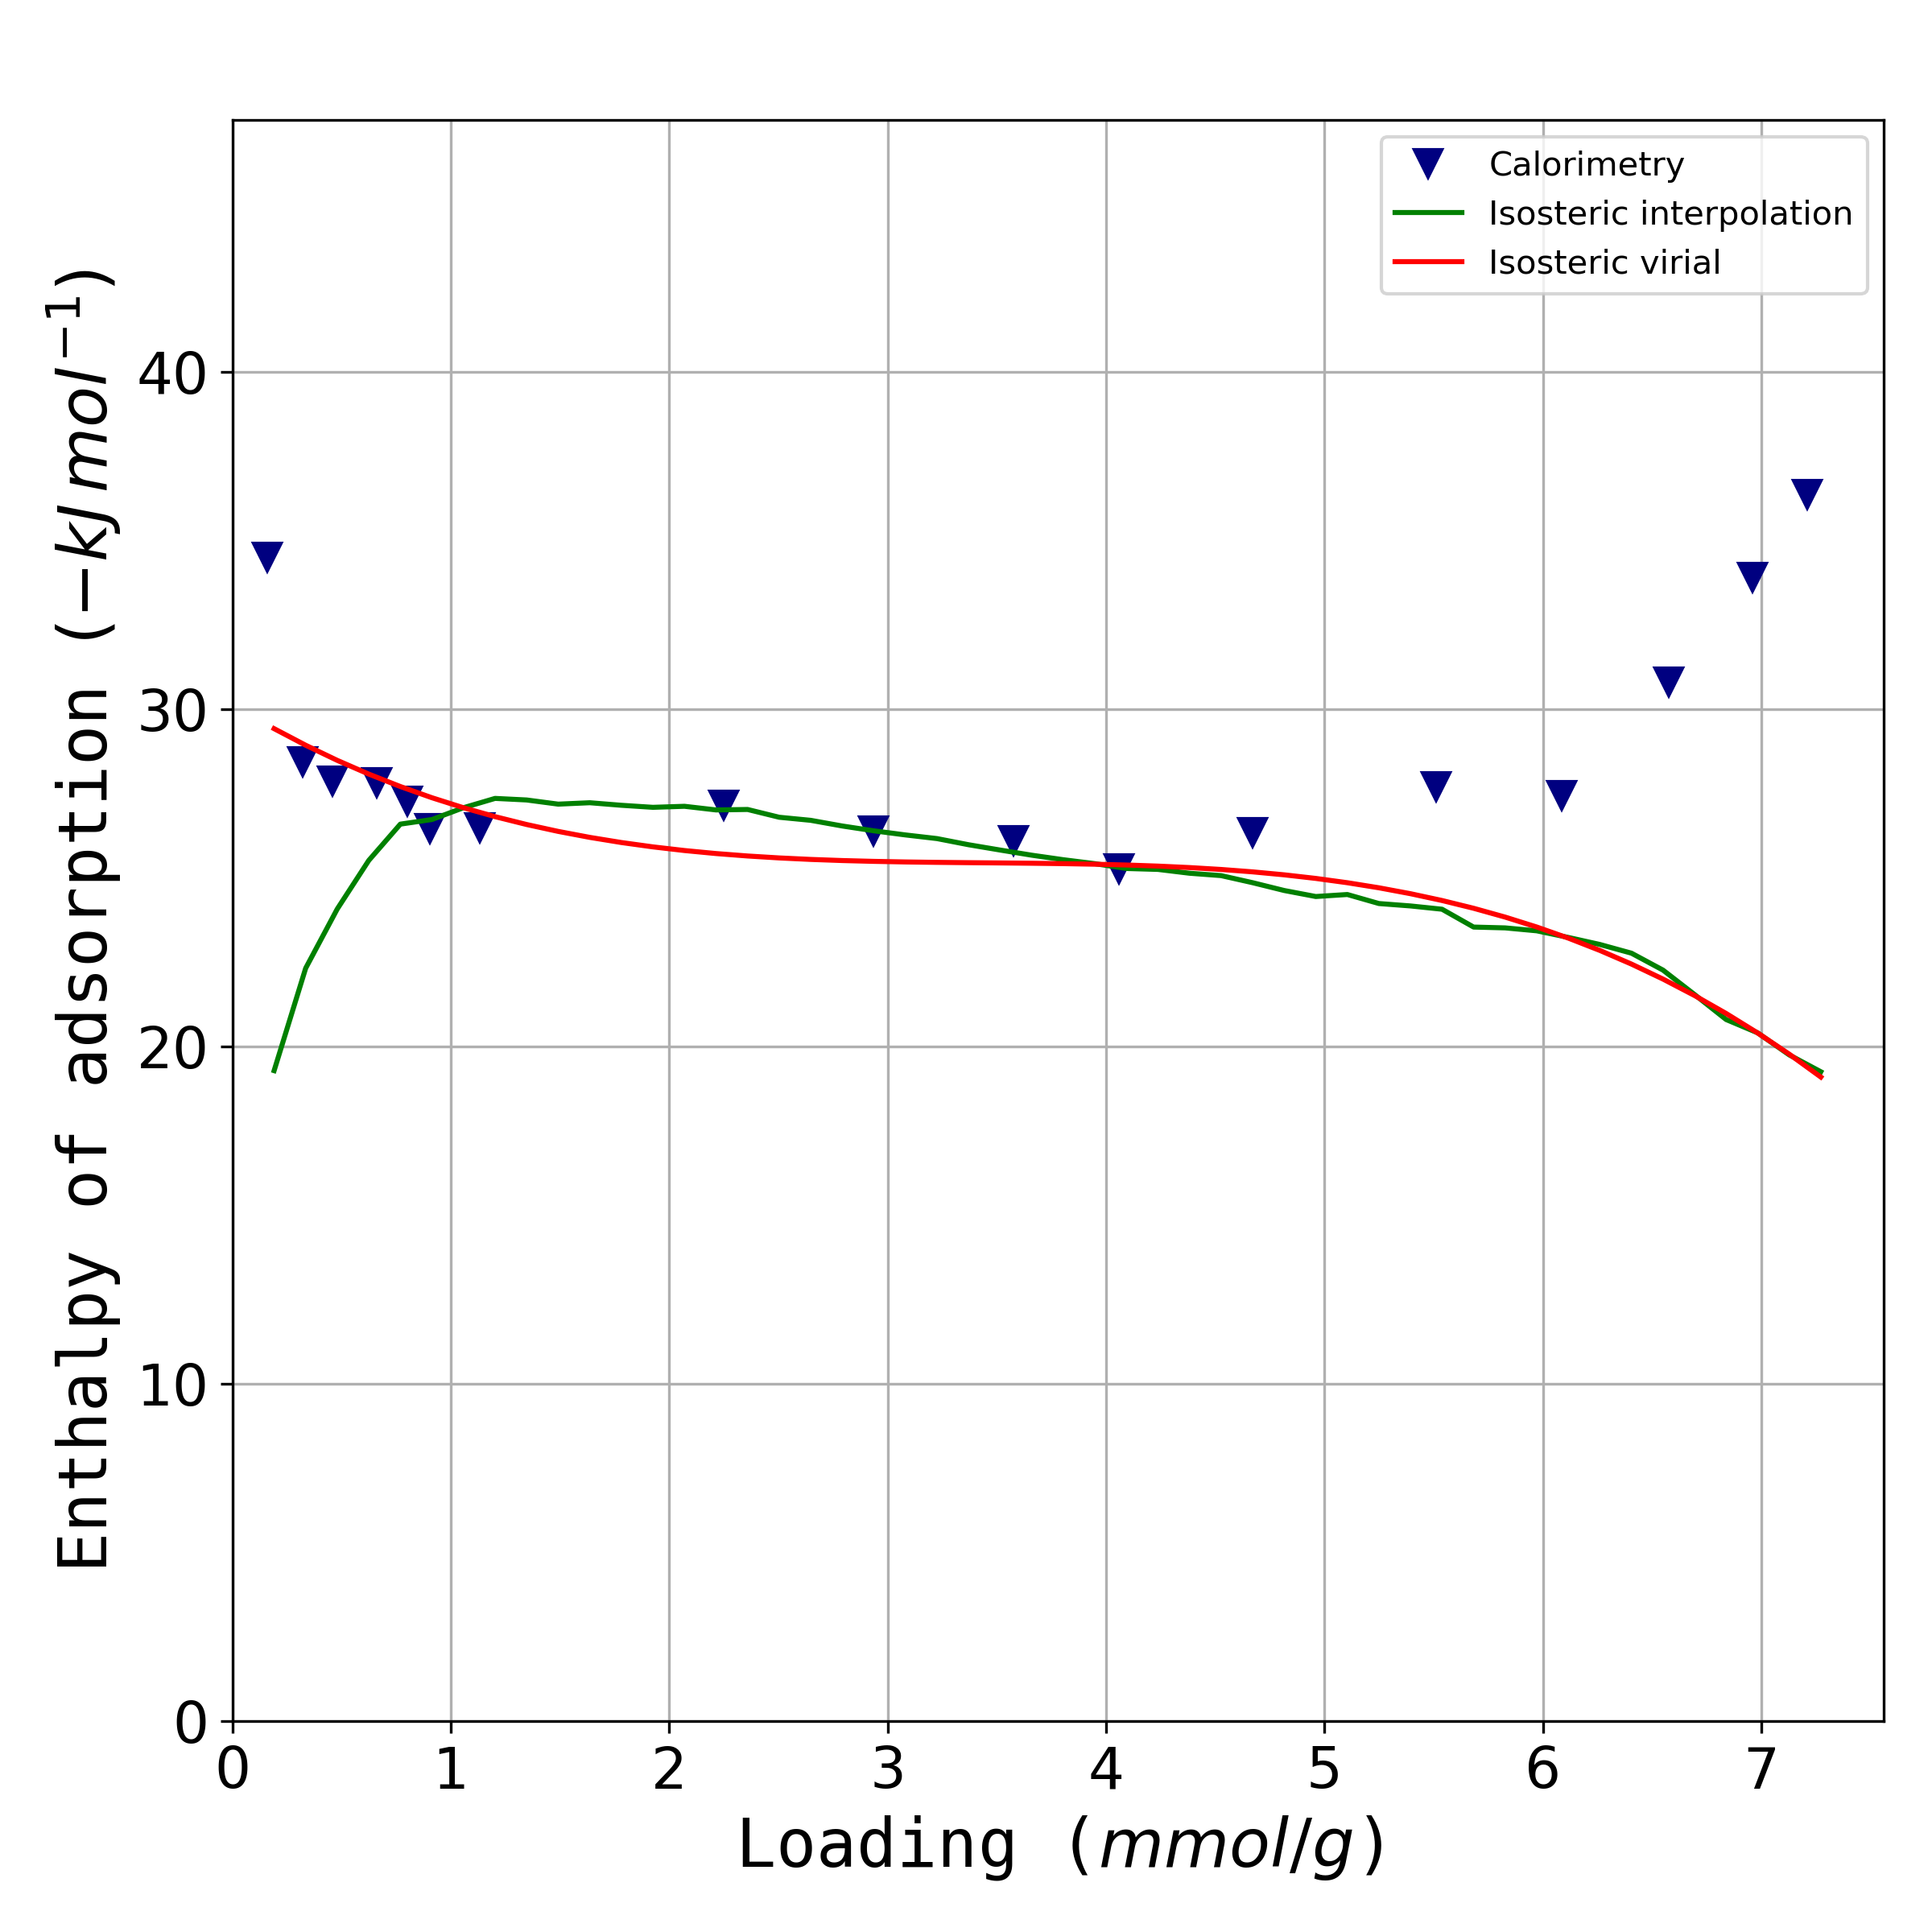 Calorimetry
Isosteric interpolation
Isosteric virial
Enthalpy of adsorption (−kJ mol⁻¹)
40
30
20
10
0
0 1 2 3 4 5 6 7
Loading (mmol/g)